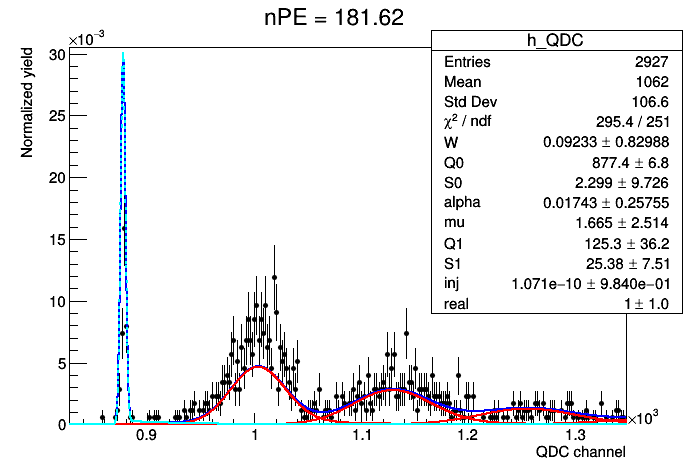 nPE = 181.62
×10⁻³
Normalized yield
30
25
20
15
10
5
0
0.9
1
1.1
1.2
1.3
×10³
QDC channel
h_QDC
Entries 2927
Mean 1062
Std Dev 106.6
χ² / ndf 295.4 / 251
W 0.09233 ± 0.82988
Q0 877.4 ± 6.8
S0 2.299 ± 9.726
alpha 0.01743 ± 0.25755
mu 1.665 ± 2.514
Q1 125.3 ± 36.2
S1 25.38 ± 7.51
inj 1.071e−10 ± 9.840e−01
real 1 ± 1.0